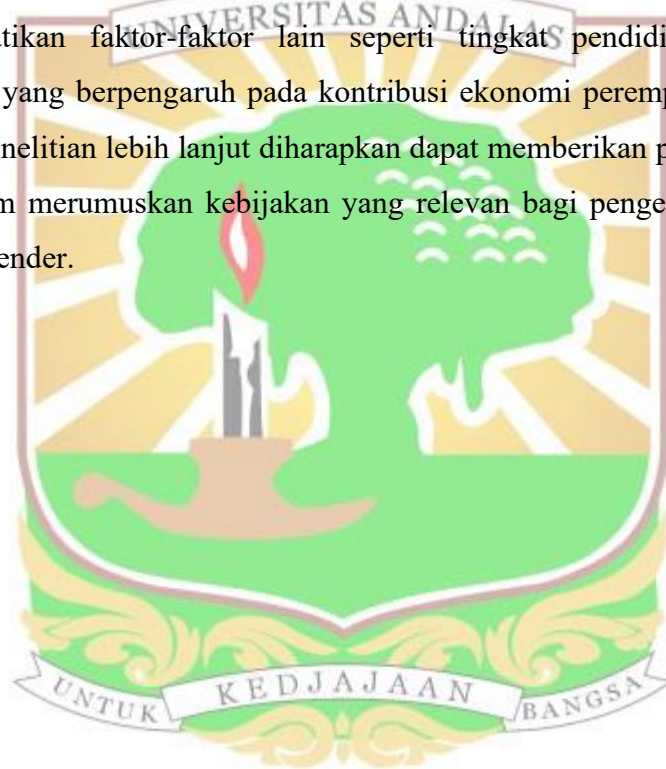 UNIVERSITAS ANDALAS
atikan faktor-faktor lain seperti tingkat pendidi
yang berpengaruh pada kontribusi ekonomi peremp
nelitian lebih lanjut diharapkan dapat memberikan p
m merumuskan kebijakan yang relevan bagi penge
ender.
UNTUK KEDJAJAAN BANGSA